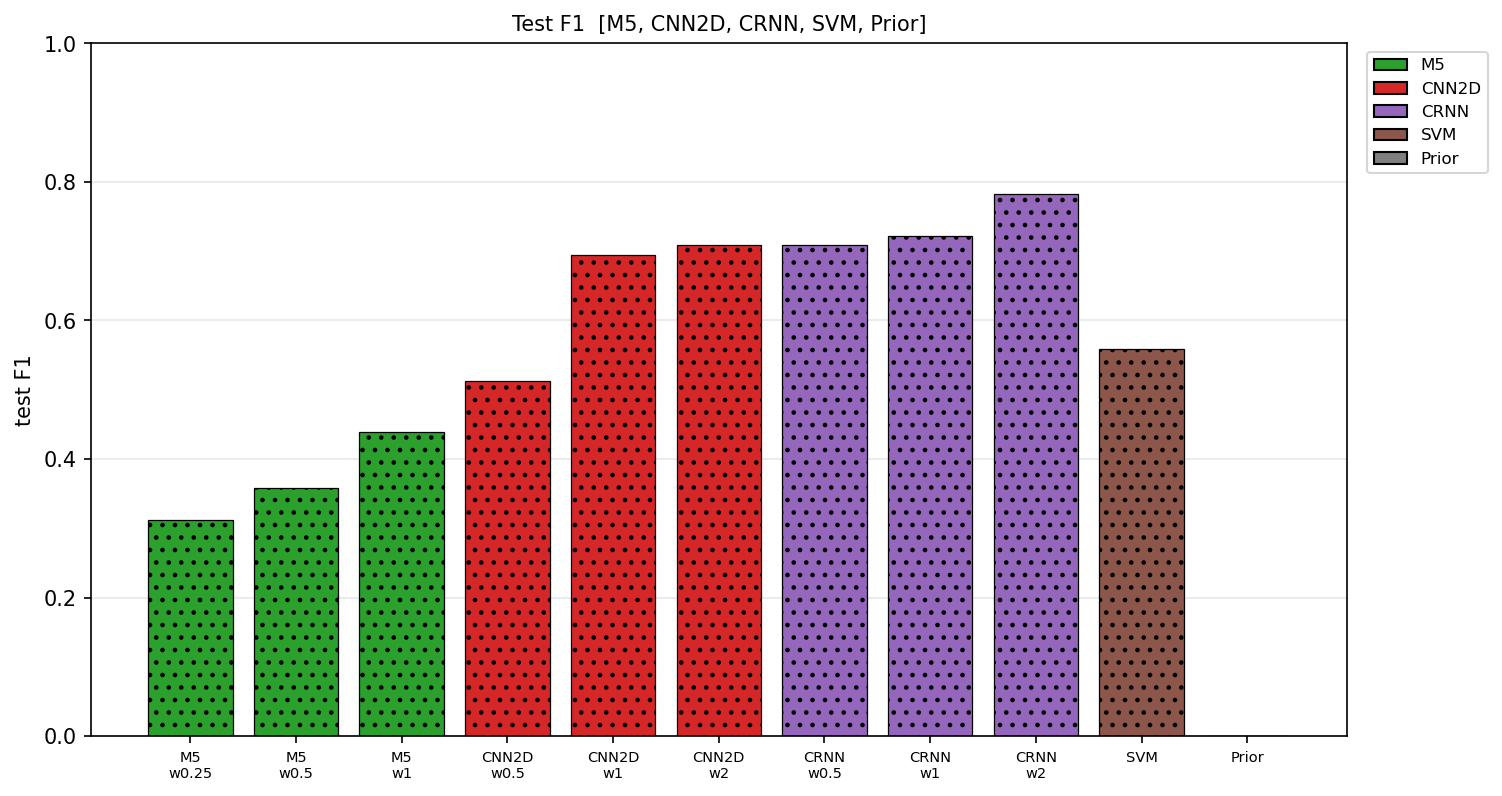 Test F1  [M5, CNN2D, CRNN, SVM, Prior]
M5
CNN2D
CRNN
SVM
Prior
test F1
1.0
0.8
0.6
0.4
0.2
0.0
M5 w0.25
M5 w0.5
M5 w1
CNN2D w0.5
CNN2D w1
CNN2D w2
CRNN w0.5
CRNN w1
CRNN w2
SVM
Prior